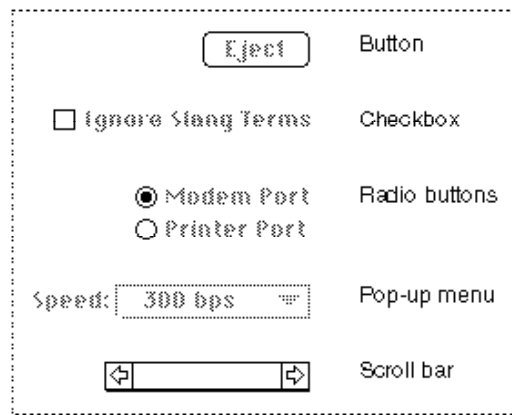 Eject Button
Ignore Slang Terms Checkbox
Modem Port Radio buttons
Printer Port
Speed: 300 bps Pop-up menu
Scroll bar